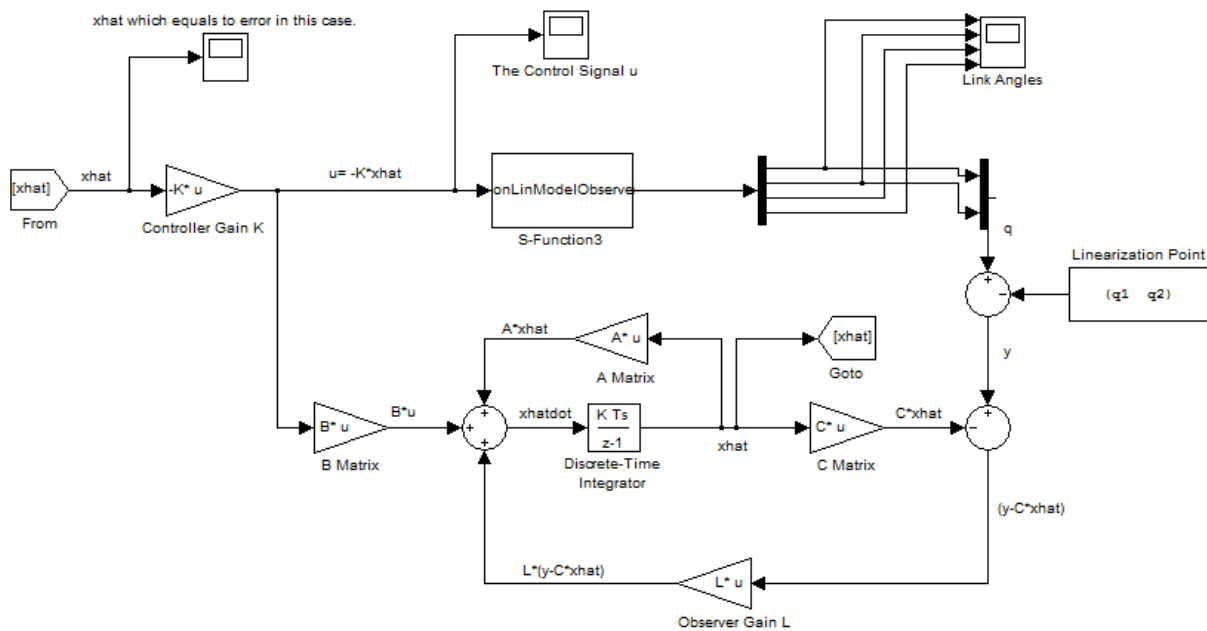 xhat which equals to error in this case.
The Control Signal u
Link Angles
[xhat]
From
xhat
-K* u
Controller Gain K
u= -K*xhat
onLinModelObserve
S-Function3
q
Linearization Point
(q1 q2)
y
A*xhat
A* u
A Matrix
[xhat]
Goto
B* u
B Matrix
B*u
xhatdot
K Ts
z-1
Discrete-Time
Integrator
xhat
C* u
C Matrix
C*xhat
(y-C*xhat)
L*(y-C*xhat)
L* u
Observer Gain L